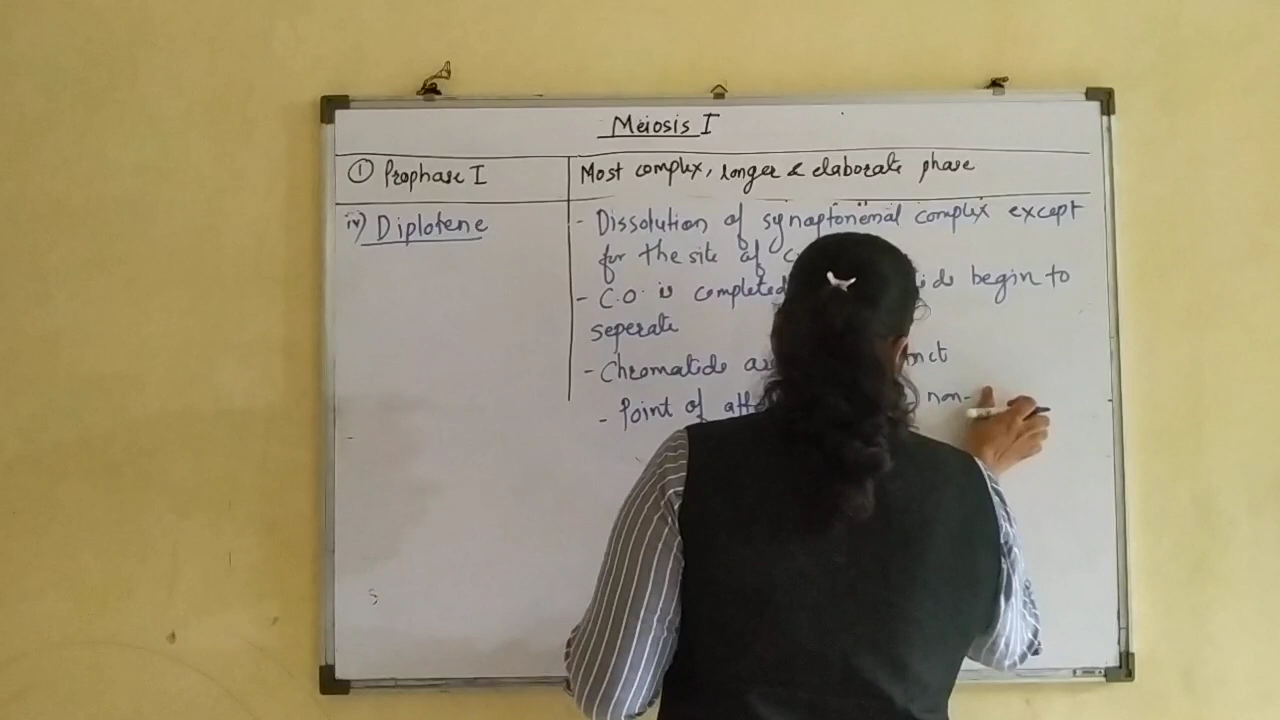 Meiosis I
① Prophase I Most complex, longer & elaborate phase
iv) Diplotene - Dissolution of synaptonemal complex except
for the site of
- C.O. is completed begin to
seperate
- Chromatids
- Point of non-